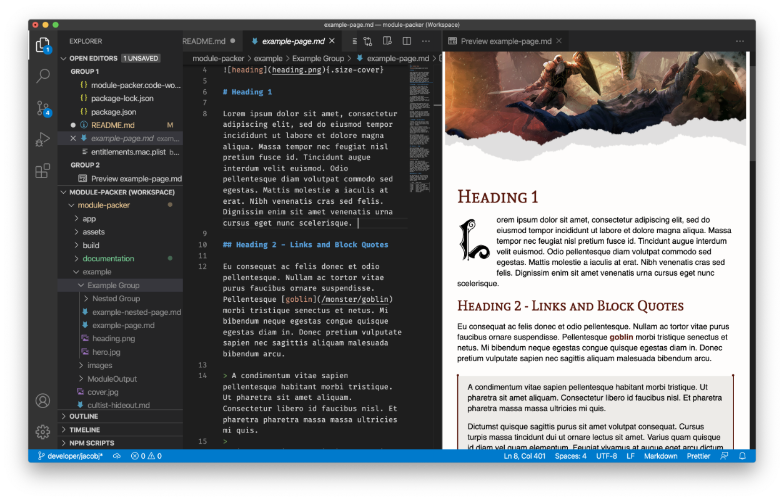 example-page.md — module-packer (Workspace)
EXPLORER
OPEN EDITORS 1 UNSAVED
GROUP 1
module-packer.code-wo...
package-lock.json
package.json
README.md M
example-page.md exam...
entitlements.mac.plist b...
GROUP 2
Preview example-page.md
MODULE-PACKER (WORKSPACE)
module-packer
app
assets
build
documentation
example
Example Group
Nested Group
example-nested-page.md
example-page.md
heading.png
hero.jpg
images
ModuleOutput
cover.jpg
cultist-hideout.md
OUTLINE
TIMELINE
NPM SCRIPTS
1
4
README.md
example-page.md
module-packer > example > Example Group > example-page.md
4 ![heading](heading.png){.size-cover}
5
6 # Heading 1
7
8 Lorem ipsum dolor sit amet, consectetur
adipiscing elit, sed do eiusmod tempor
incididunt ut labore et dolore magna
aliqua. Massa tempor nec feugiat nisl
pretium fusce id. Tincidunt augue
interdum velit euismod. Odio
pellentesque diam volutpat commodo sed
egestas. Mattis molestie a iaculis at
erat. Nibh venenatis cras sed felis.
Dignissim enim sit amet venenatis urna
cursus eget nunc scelerisque.
9
10 ## Heading 2 - Links and Block Quotes
11
12 Eu consequat ac felis donec et odio
pellentesque. Nullam ac tortor vitae
purus faucibus ornare suspendisse.
Pellentesque [goblin](/monster/goblin)
morbi tristique senectus et netus. Mi
bibendum neque egestas congue quisque
egestas diam in. Donec pretium vulputate
sapien nec sagittis aliquam malesuada
bibendum arcu.
13
14 > A condimentum vitae sapien
pellentesque habitant morbi tristique.
Ut pharetra sit amet aliquam.
Consectetur libero id faucibus nisl. Et
pharetra pharetra massa massa ultricies
mi quis.
15 >
Preview example-page.md
Heading 1
Lorem ipsum dolor sit amet, consectetur adipiscing elit, sed do
eiusmod tempor incididunt ut labore et dolore magna aliqua. Massa
tempor nec feugiat nisl pretium fusce id. Tincidunt augue interdum
velit euismod. Odio pellentesque diam volutpat commodo sed
egestas. Mattis molestie a iaculis at erat. Nibh venenatis cras sed
felis. Dignissim enim sit amet venenatis urna cursus eget nunc
scelerisque.
Heading 2 - Links and Block Quotes
Eu consequat ac felis donec et odio pellentesque. Nullam ac tortor vitae purus
faucibus ornare suspendisse. Pellentesque goblin morbi tristique senectus et
netus. Mi bibendum neque egestas congue quisque egestas diam in. Donec
pretium vulputate sapien nec sagittis aliquam malesuada bibendum arcu.
A condimentum vitae sapien pellentesque habitant morbi tristique. Ut
pharetra sit amet aliquam. Consectetur libero id faucibus nisl. Et pharetra
pharetra massa massa ultricies mi quis.
Dictumst quisque sagittis purus sit amet volutpat consequat. Cursus
turpis massa tincidunt dui ut ornare lectus sit amet. Varius quam quisque
id diam vel quam elementum. Feugiat vivamus at augue eget arcu dictum
developer/jacobj* 0 0
Ln 8, Col 401 Spaces: 4 UTF-8 LF Markdown Prettier